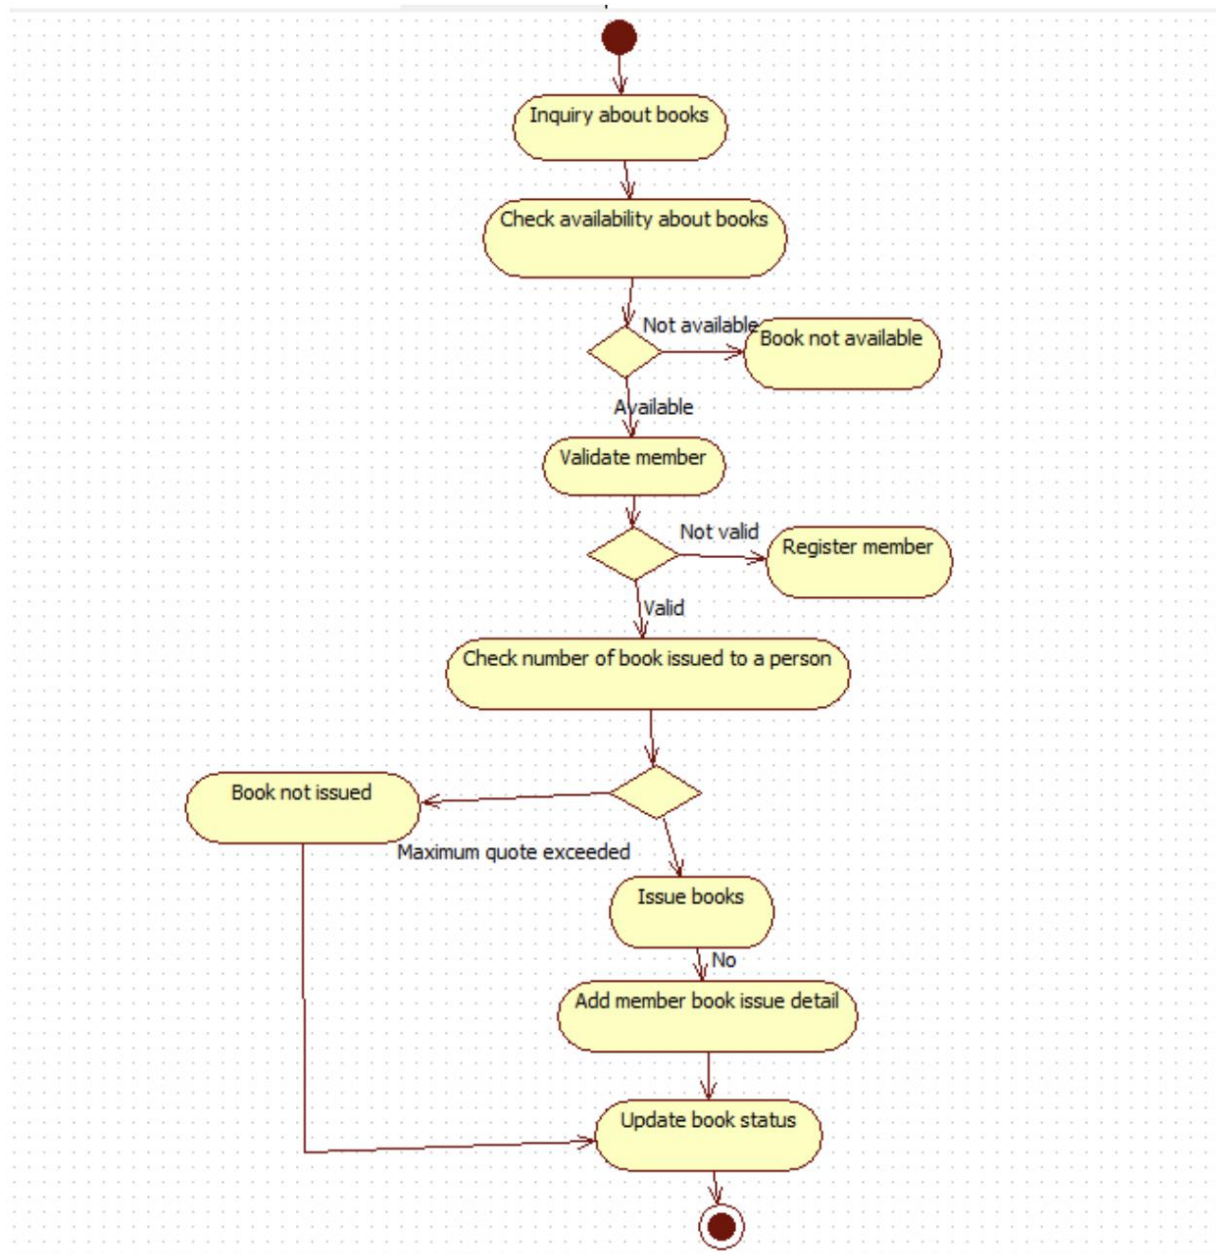 Inquiry about books
Check availability about books
Not available
Book not available
Available
Validate member
Not valid
Register member
Valid
Check number of book issued to a person
Book not issued
Maximum quote exceeded
Issue books
No
Add member book issue detail
Update book status